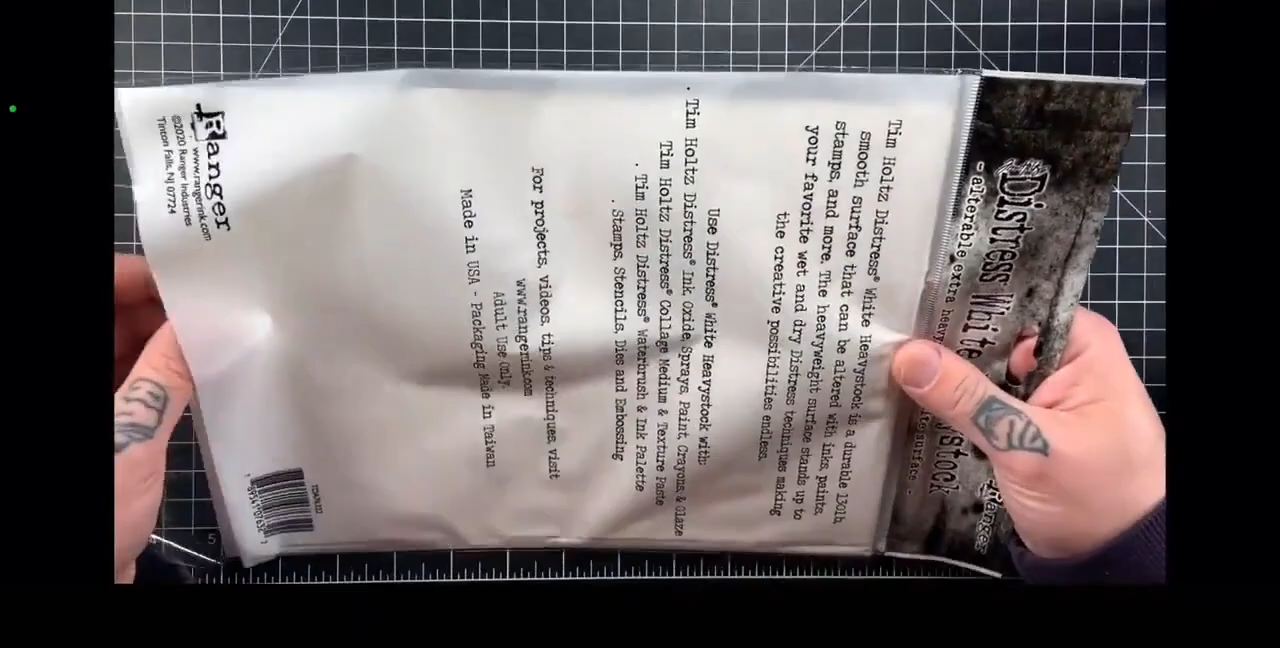 Distress White Heavystock
- alterable extra heavy
surface -
Ranger
Tim Holtz Distress® White Heavystock is a durable 130lb.
smooth surface that can be altered with inks, paints,
stamps, and more. The heavyweight surface stands up to
your favorite wet and dry Distress techniques making
the creative possibilities endless.
Use Distress® White Heavystock with:
. Tim Holtz Distress® Ink, Oxide, Sprays, Paint, Crayons, & Glaze
Tim Holtz Distress® Collage Medium & Texture Paste
. Tim Holtz Distress® Waterbrush & Ink Palette
. Stamps, Stencils, Dies and Embossing
For projects, videos, tips & techniques, visit
www.rangerink.com
Adult Use Only.
Made in USA - Packaging Made in Taiwan
Ranger
www.rangerink.com
©2020 Ranger Industries
Tinton Falls, NJ 07724
5